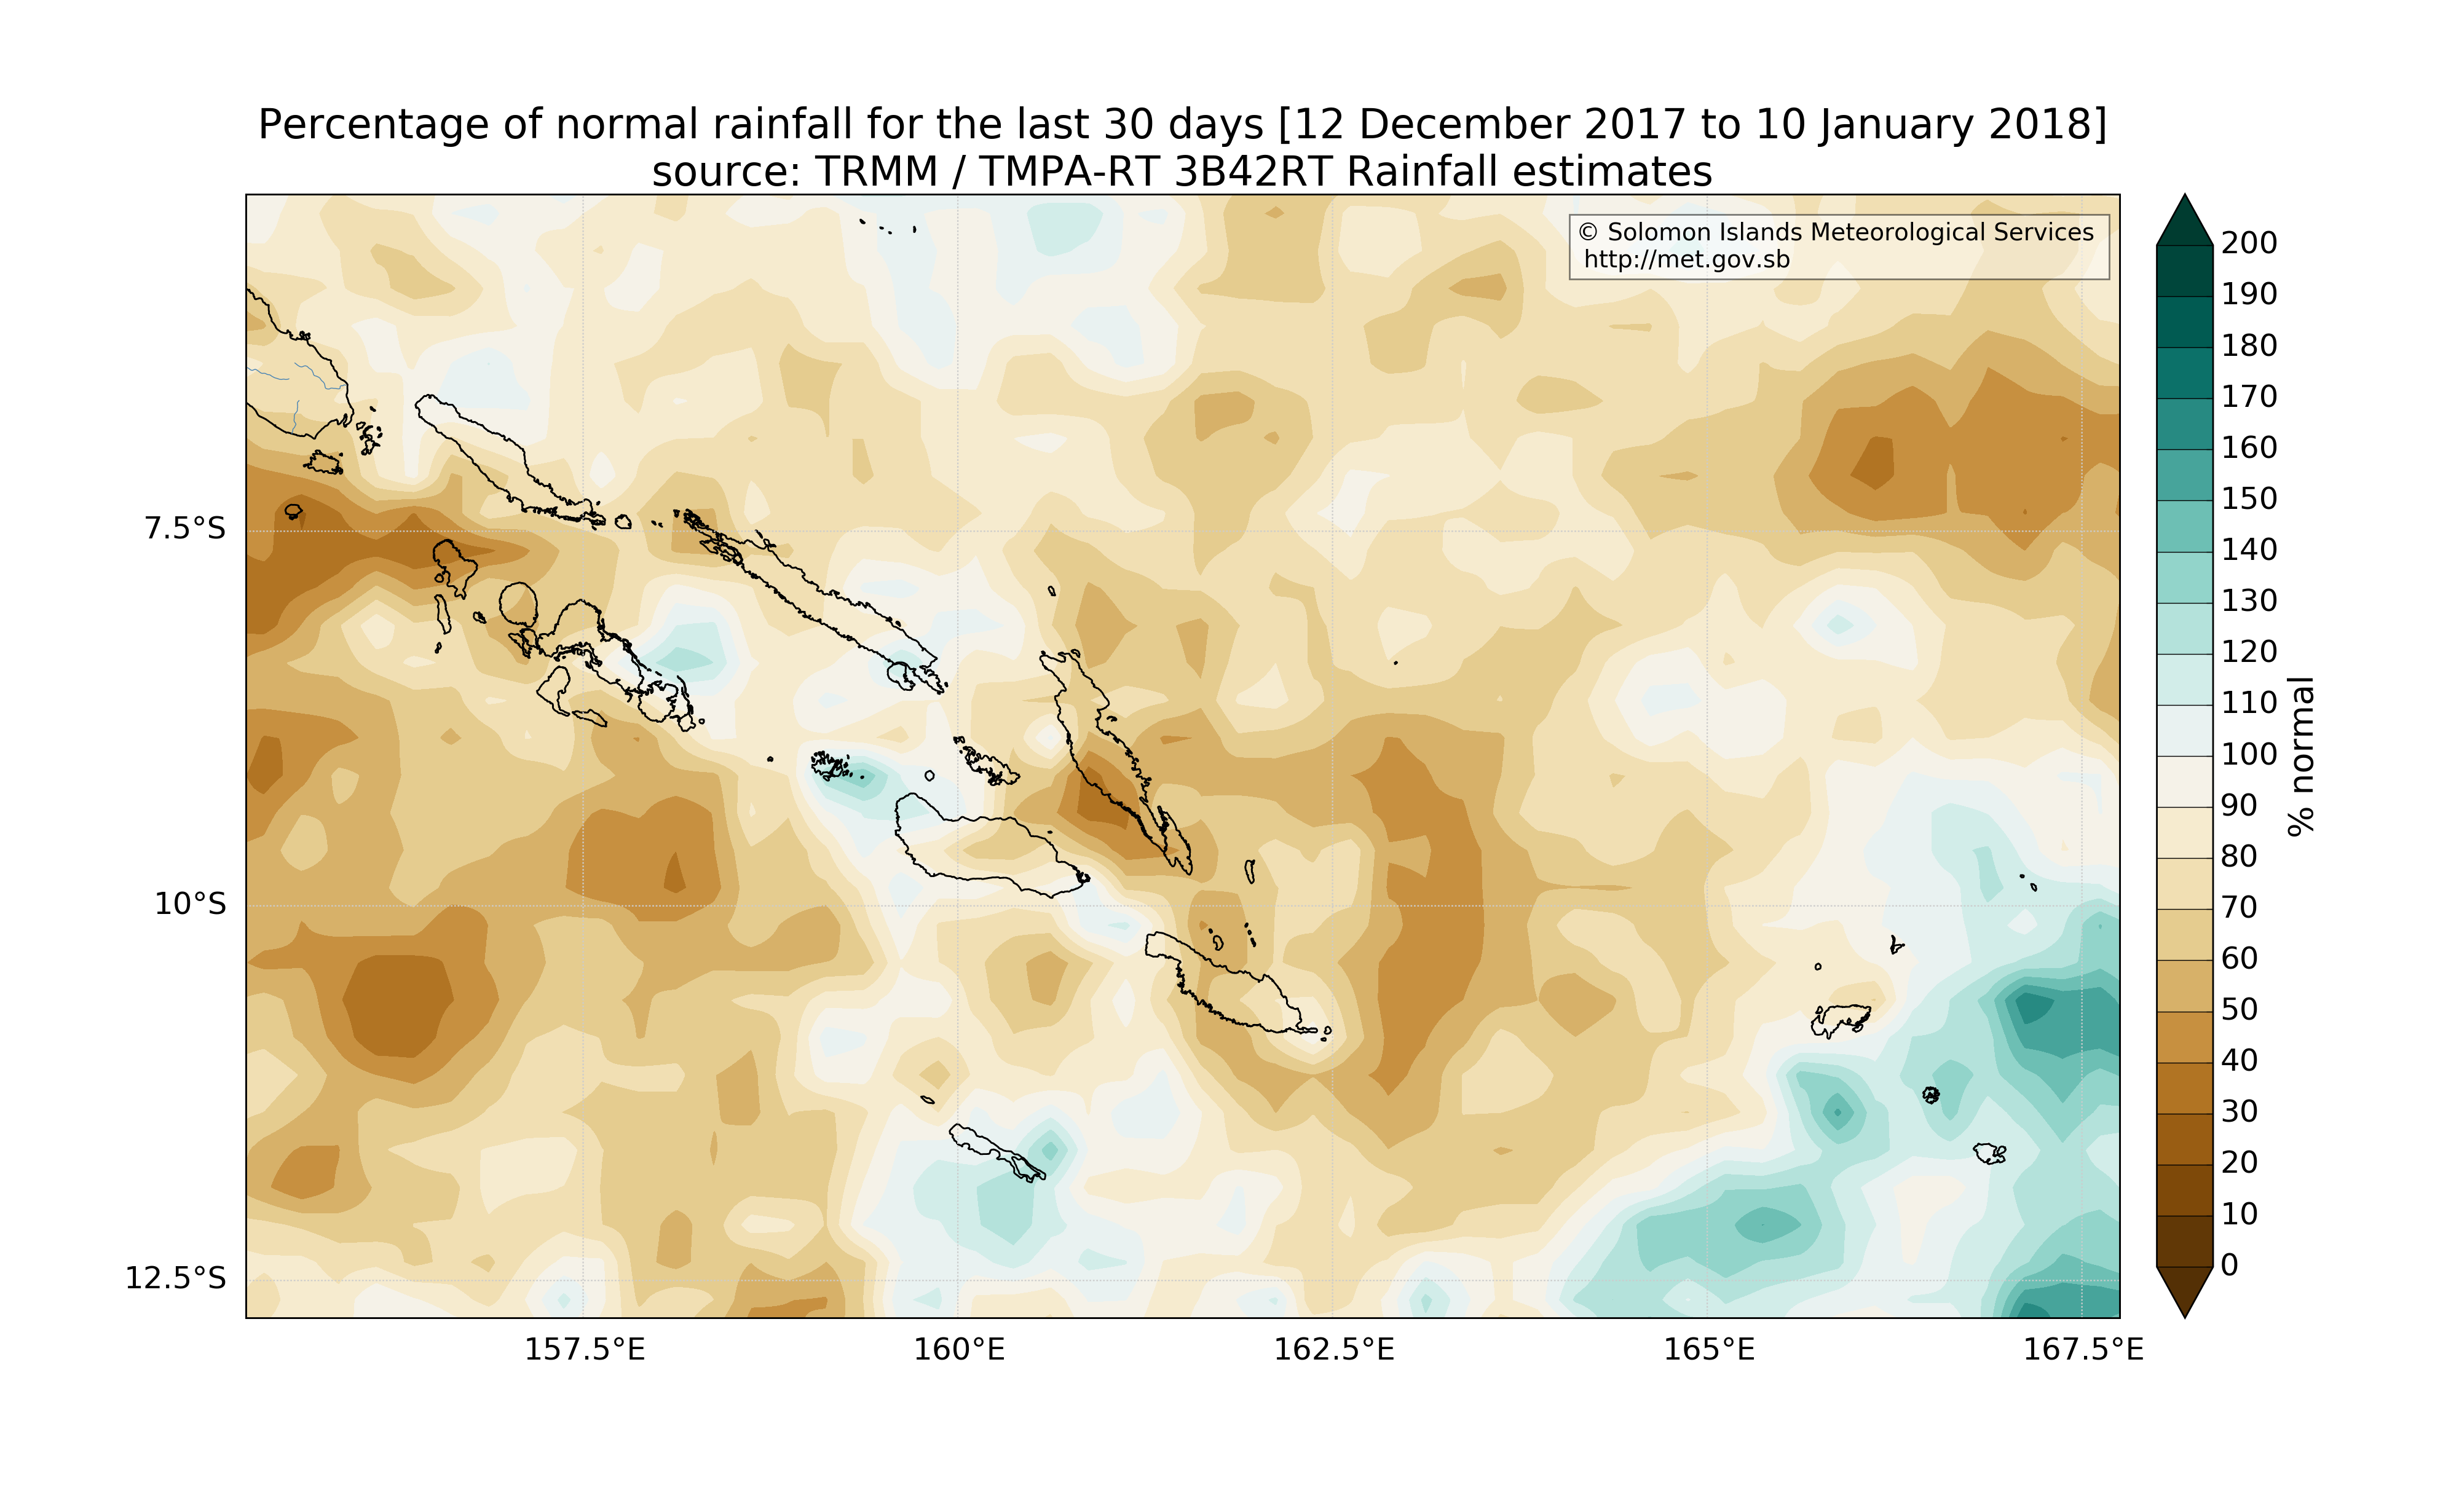 Percentage of normal rainfall for the last 30 days [12 December 2017 to 10 January 2018]
source: TRMM / TMPA-RT 3B42RT Rainfall estimates
© Solomon Islands Meteorological Services
http://met.gov.sb
7.5°S
10°S
12.5°S
157.5°E
160°E
162.5°E
165°E
167.5°E
200
190
180
170
160
150
140
130
120
110
100
90
80
70
60
50
40
30
20
10
0
% normal